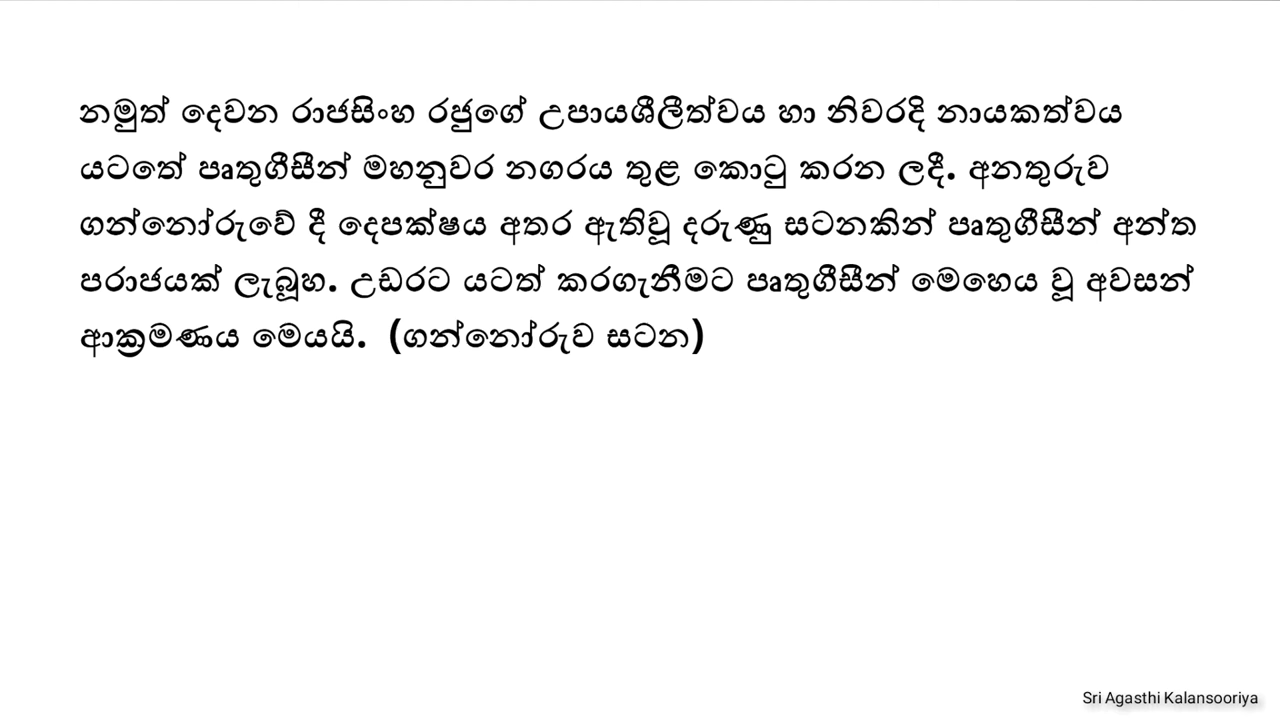 නමුත් දෙවන රාජසිංහ රජුගේ උපායශීලීත්වය හා නිවරදි නායකත්වය
යටතේ පෘතුගීසීන් මහනුවර නගරය තුළ කොටු කරන ලදී. අනතුරුව
ගන්නෝරුවේ දී දෙපක්ෂය අතර ඇතිවූ දරුණු සටනකින් පෘතුගීසීන් අන්ත
පරාජයක් ලැබූහ. උඩරට යටත් කරගැනීමට පෘතුගීසීන් මෙහෙය වූ අවසන්
ආක්‍රමණය මෙයයි. (ගන්නෝරුව සටන)
Sri Agasthi Kalansooriya